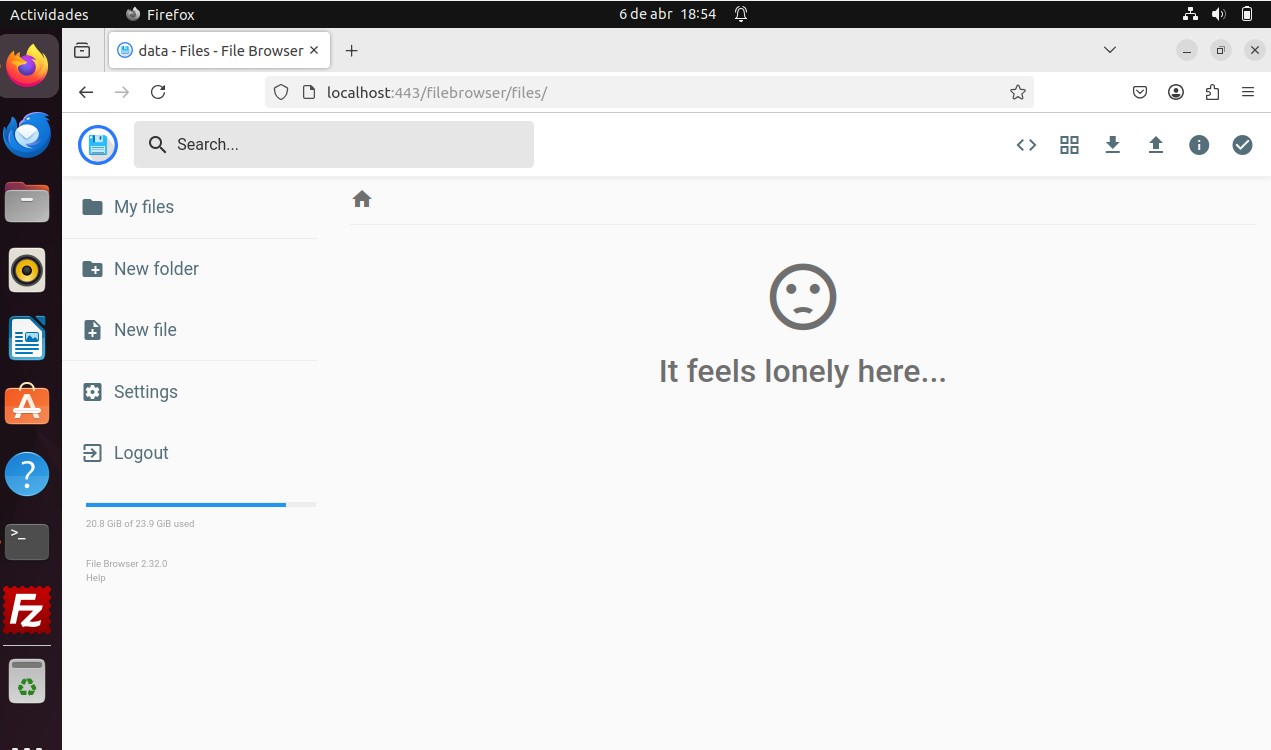 Actividades
Firefox
6 de abr 18:54
data - Files - File Browser
localhost:443/filebrowser/files/
Search...
My files
New folder
New file
Settings
Logout
20.8 GiB of 23.9 GiB used
File Browser 2.32.0
Help
It feels lonely here...
>_
Fz
?